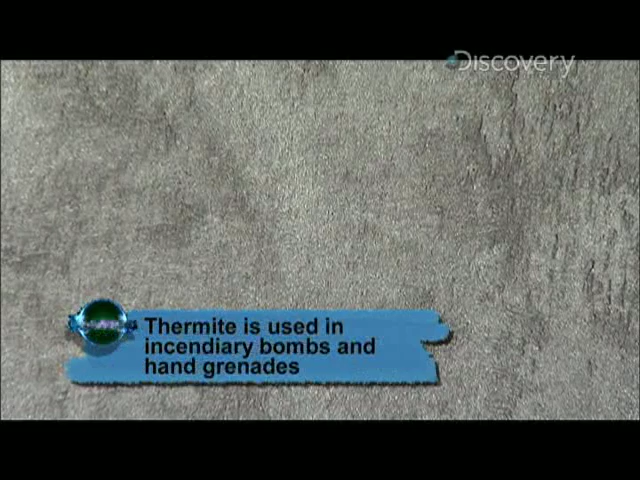 Discovery
Thermite is used in
incendiary bombs and
hand grenades